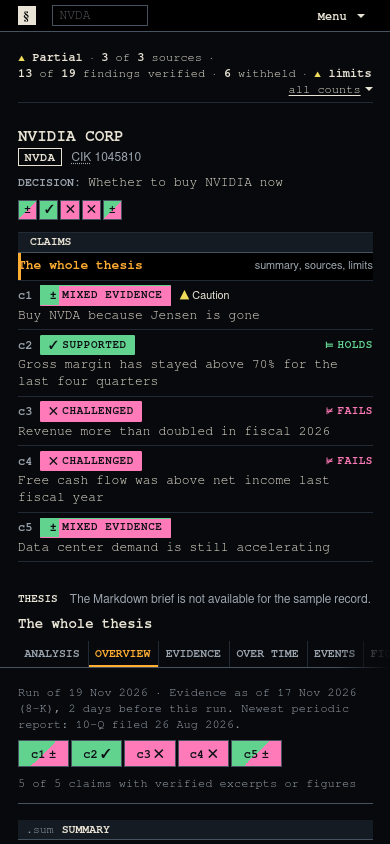 § NVDA Menu
▲ Partial · 3 of 3 sources ·
13 of 19 findings verified · 6 withheld · ▲ limits
all counts
NVIDIA CORP
NVDA CIK 1045810
DECISION: Whether to buy NVIDIA now
± ✓ ✕ ✕ ±
CLAIMS
The whole thesis summary, sources, limits
c1 ± MIXED EVIDENCE ▲ Caution
Buy NVDA because Jensen is gone
c2 ✓ SUPPORTED ⊨ HOLDS
Gross margin has stayed above 70% for the
last four quarters
c3 ✕ CHALLENGED ⊭ FAILS
Revenue more than doubled in fiscal 2026
c4 ✕ CHALLENGED ⊭ FAILS
Free cash flow was above net income last
fiscal year
c5 ± MIXED EVIDENCE
Data center demand is still accelerating
THESIS The Markdown brief is not available for the sample record.
The whole thesis
ANALYSIS OVERVIEW EVIDENCE OVER TIME EVENTS
Run of 19 Nov 2026 · Evidence as of 17 Nov 2026
(8-K), 2 days before this run. Newest periodic
report: 10-Q filed 26 Aug 2026.
c1 ± c2 ✓ c3 ✕ c4 ✕ c5 ±
5 of 5 claims with verified excerpts or figures
.sum SUMMARY